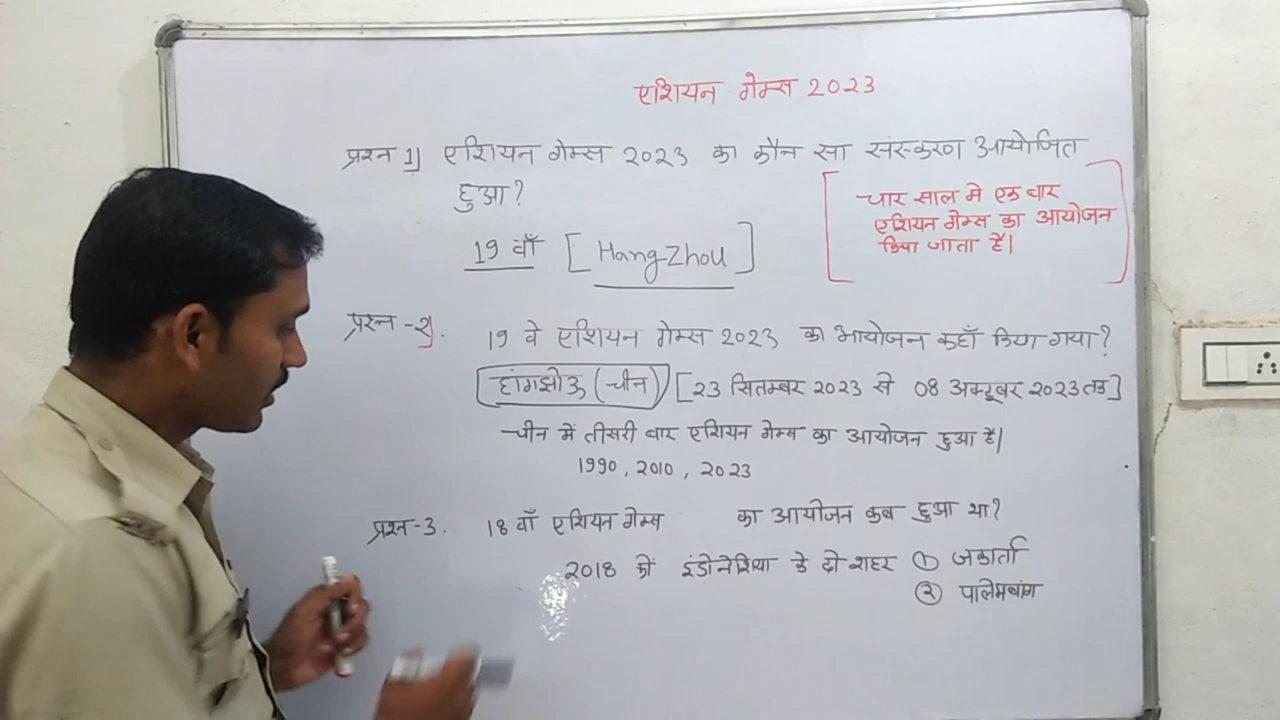 एशियन गेम्स 2023
प्रश्न 1] एशियन गेम्स 2023 का कौन सा संस्करण आयोजित
हुआ?
चार साल मे एक बार
एशियन गेम्स का आयोजन
किया जाता है।
19 वाँ [HangZhou]
प्रश्न -2]. 19 वे एशियन गेम्स 2023 का आयोजन कहाँ किया गया?
हांगझोऊ (चीन) [23 सितम्बर 2023 से 08 अक्टूबर 2023 तक]
चीन में तीसरी बार एशियन गेम्स का आयोजन हुआ है।
1990, 2010, 2023
प्रश्न-3. 18 वाँ एशियन गेम्स का आयोजन कब हुआ था?
2018 को इंडोनेशिया के दो शहर ① जकार्ता
② पालेमबांग